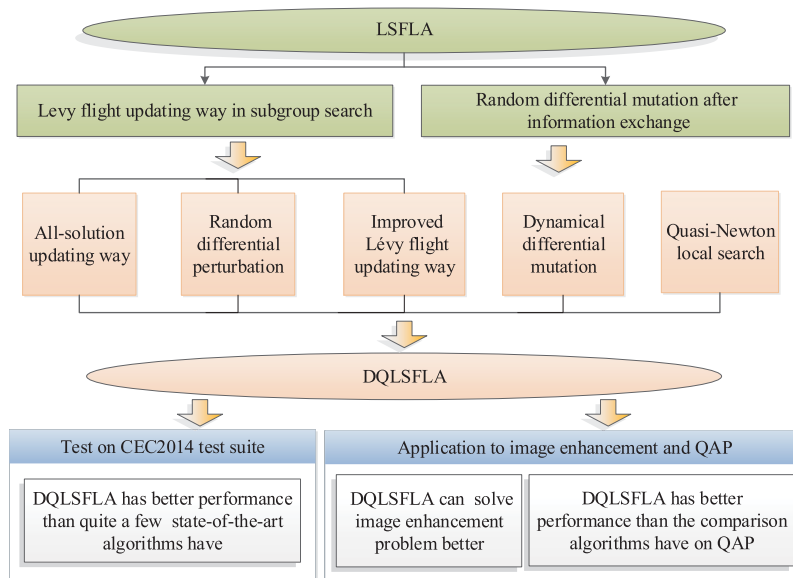 LSFLA
Levy flight updating way in subgroup search
Random differential mutation after
information exchange
All-solution
updating way
Random
differential
perturbation
Improved
Lévy flight
updating way
Dynamical
differential
mutation
Quasi-Newton
local search
DQLSFLA
Test on CEC2014 test suite
DQLSFLA has better performance
than quite a few state-of-the-art
algorithms have
Application to image enhancement and QAP
DQLSFLA can solve
image enhancement
problem better
DQLSFLA has better
performance than the comparison
algorithms have on QAP